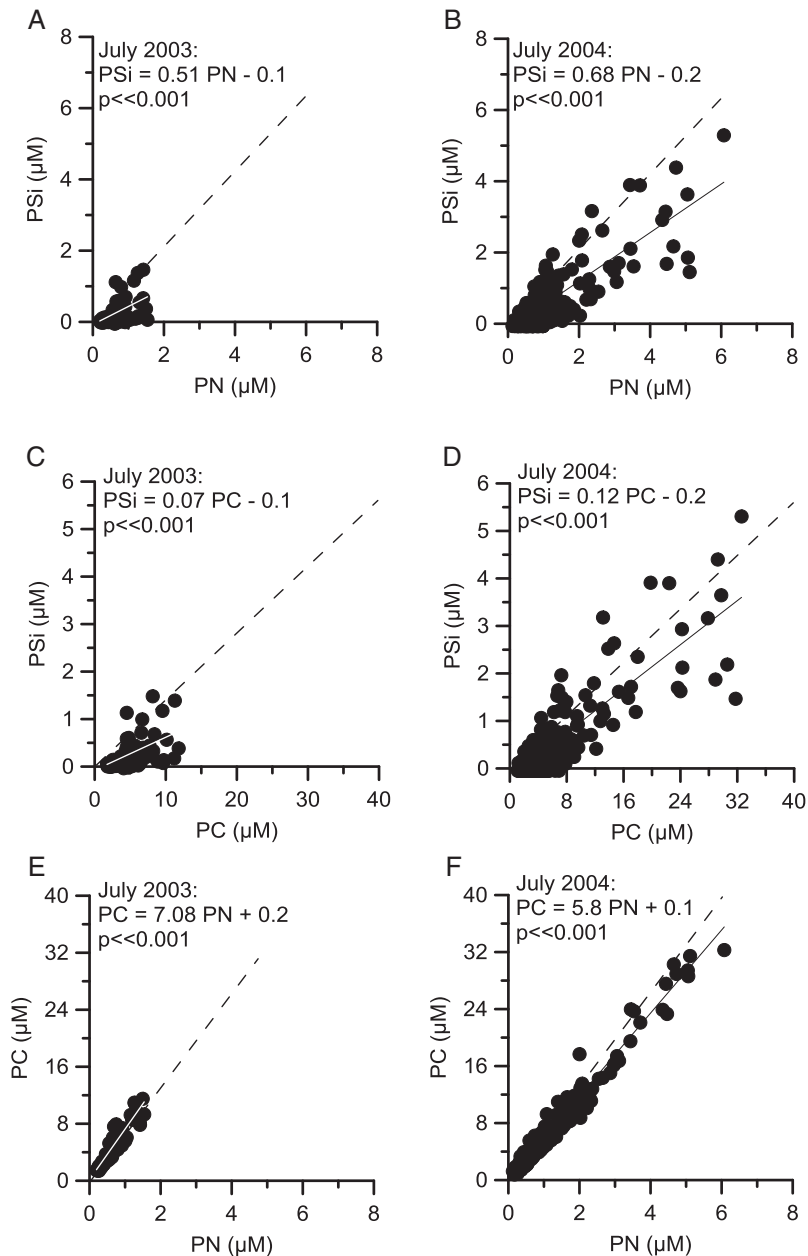 A
July 2003:
PSi = 0.51 PN - 0.1
p<<0.001
8
6
4
2
0
PSi (µM)
0 2 4 6 8
PN (µM)
B
July 2004:
PSi = 0.68 PN - 0.2
p<<0.001
8
6
4
2
0
PSi (µM)
0 2 4 6 8
PN (µM)
C
July 2003:
PSi = 0.07 PC - 0.1
p<<0.001
6
5
4
3
2
1
0
PSi (µM)
0 10 20 30 40
PC (µM)
D
July 2004:
PSi = 0.12 PC - 0.2
p<<0.001
6
5
4
3
2
1
0
PSi (µM)
0 8 16 24 32 40
PC (µM)
E
July 2003:
PC = 7.08 PN + 0.2
p<<0.001
40
32
24
16
8
0
PC (µM)
0 2 4 6 8
PN (µM)
F
July 2004:
PC = 5.8 PN + 0.1
p<<0.001
40
32
24
16
8
0
PC (µM)
0 2 4 6 8
PN (µM)